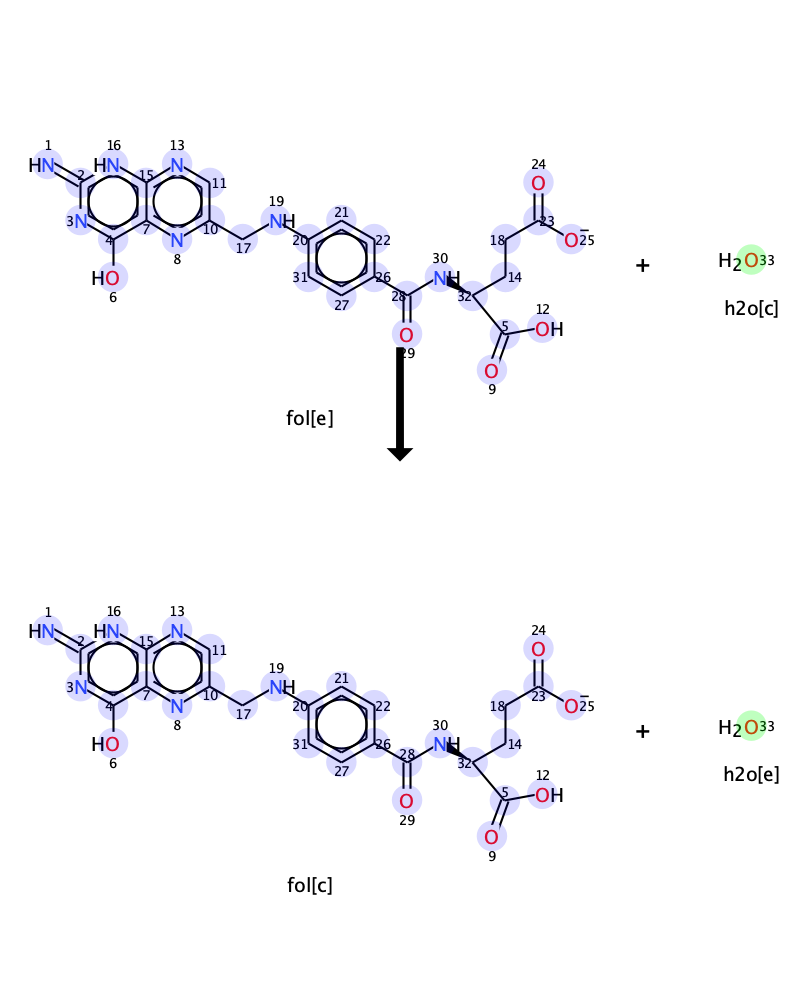 24
1 16 13 O
HN 2 HN N 11 19 23
3 N 15 NH 21 18 O⁻ 25
4 7 N 10 20 22 30 14
HO 8 17 31 26 NH + H2O33
6 27 28 32 12
O 5 OH h2o[c]
29 O
fol[e] 9
24
1 16 13 O
HN 2 HN N 11 19 23
3 N 15 NH 21 18 O⁻ 25
4 7 N 10 20 22 30 14
HO 8 17 31 26 NH + H2O33
6 27 28 32 12
O 5 OH h2o[e]
29 O
9
fol[c]